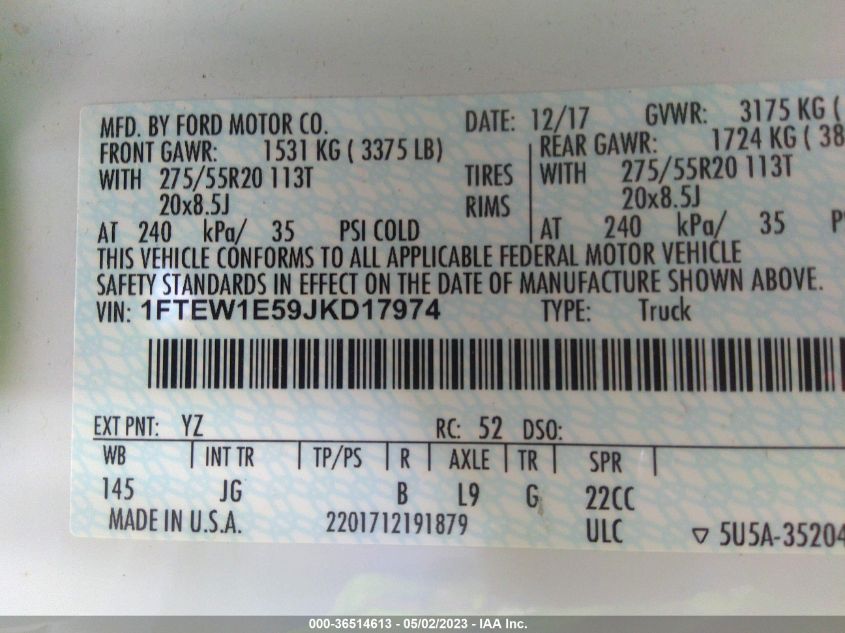 MFD. BY FORD MOTOR CO. DATE: 12/17 GVWR: 3175 KG (
FRONT GAWR: 1531 KG ( 3375 LB) REAR GAWR: 1724 KG ( 38
WITH 275/55R20 113T TIRES WITH 275/55R20 113T
20x8.5J RIMS 20x8.5J
AT 240 kPa/ 35 PSI COLD AT 240 kPa/ 35
THIS VEHICLE CONFORMS TO ALL APPLICABLE FEDERAL MOTOR VEHICLE
SAFETY STANDARDS IN EFFECT ON THE DATE OF MANUFACTURE SHOWN ABOVE.
VIN: 1FTEW1E59JKD17974 TYPE: Truck
EXT PNT: YZ RC: 52 DSO:
WB INT TR TP/PS R AXLE TR SPR
145 JG B L9 G 22CC
MADE IN U.S.A. 2201712191879 ULC ▽ 5U5A-35204
000-36514613 - 05/02/2023 - IAA Inc.